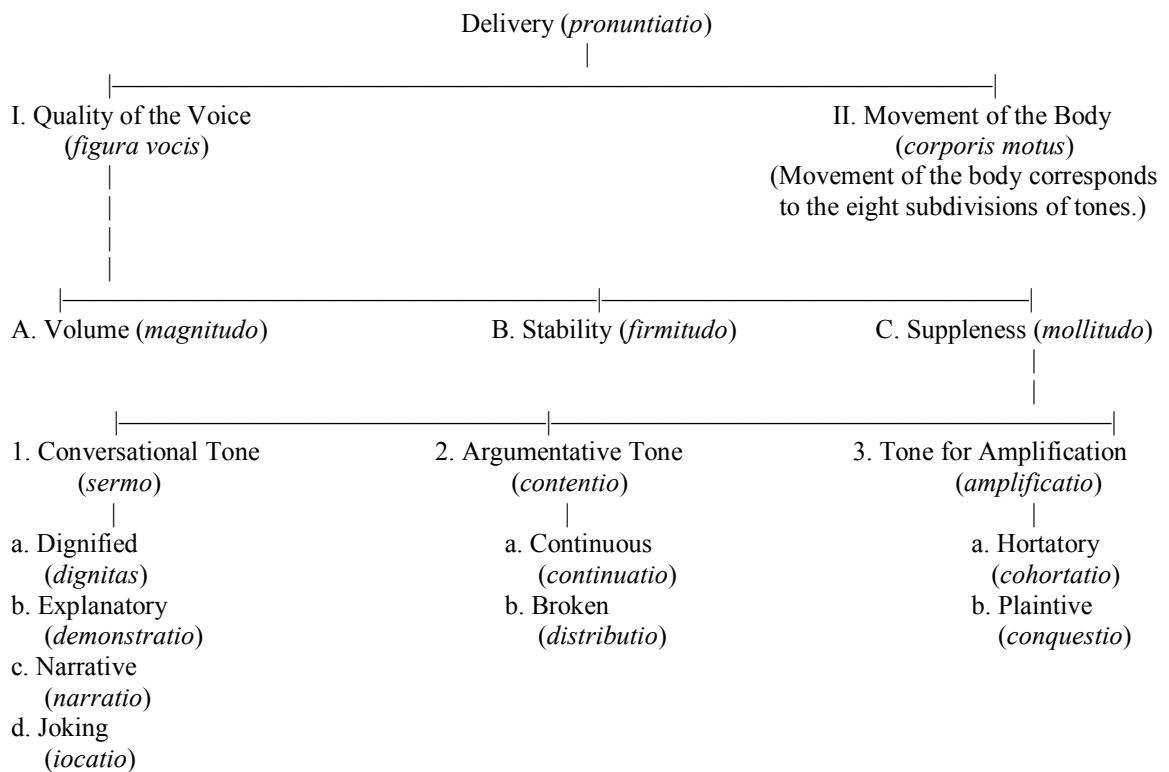 Delivery (pronuntiatio)
I. Quality of the Voice
(figura vocis)
II. Movement of the Body
(corporis motus)
(Movement of the body corresponds
to the eight subdivisions of tones.)
A. Volume (magnitudo)
B. Stability (firmitudo)
C. Suppleness (mollitudo)
1. Conversational Tone
(sermo)
2. Argumentative Tone
(contentio)
3. Tone for Amplification
(amplificatio)
a. Dignified
(dignitas)
b. Explanatory
(demonstratio)
c. Narrative
(narratio)
d. Joking
(iocatio)
a. Continuous
(continuatio)
b. Broken
(distributio)
a. Hortatory
(cohortatio)
b. Plaintive
(conquestio)